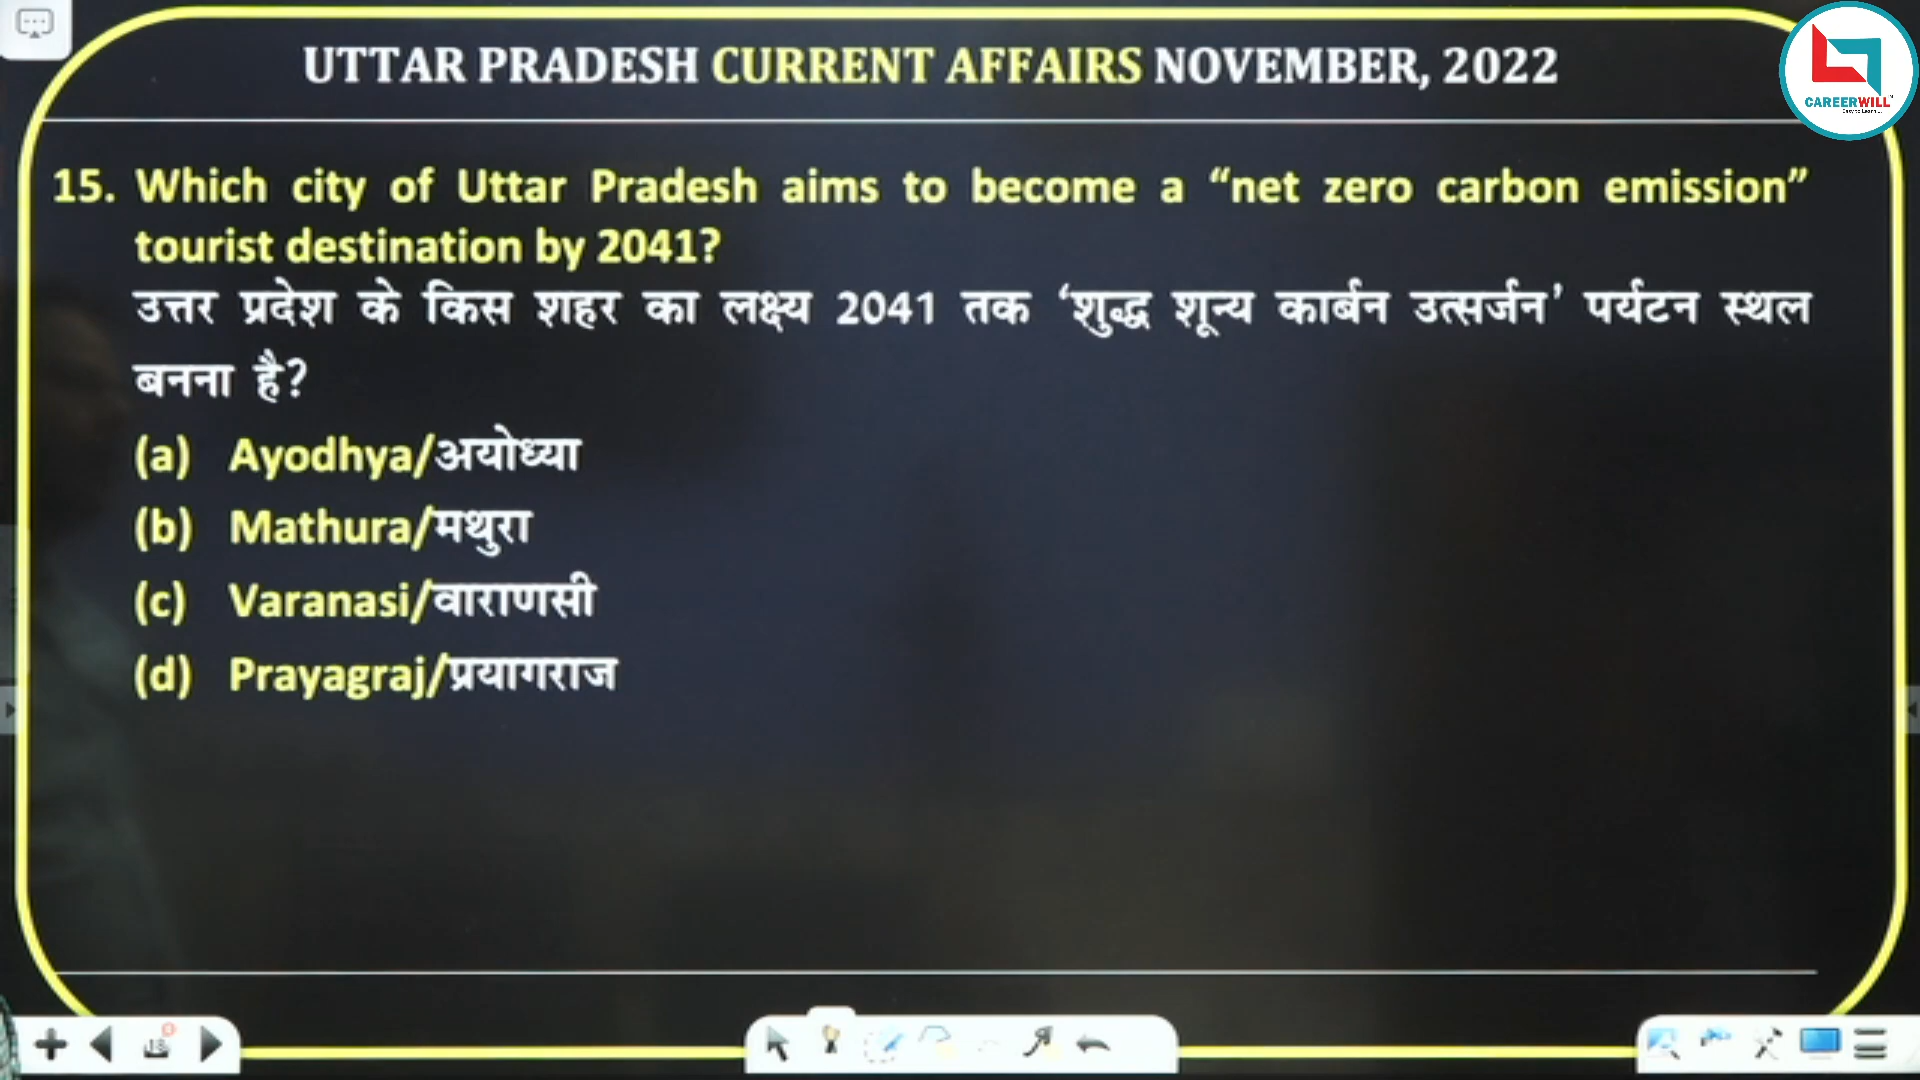 UTTAR PRADESH CURRENT AFFAIRS NOVEMBER, 2022
CAREERWILL
15. Which city of Uttar Pradesh aims to become a “net zero carbon emission”
tourist destination by 2041?
उत्तर प्रदेश के किस शहर का लक्ष्य 2041 तक ‘शुद्ध शून्य कार्बन उत्सर्जन’ पर्यटन स्थल
बनना है?
(a) Ayodhya/अयोध्या
(b) Mathura/मथुरा
(c) Varanasi/वाराणसी
(d) Prayagraj/प्रयागराज